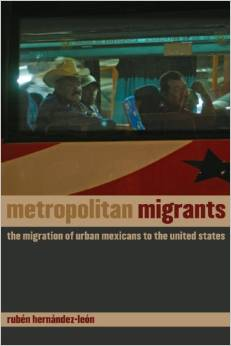 metropolitan migrants
the migration of urban mexicans to the united states
rubén hernández-león